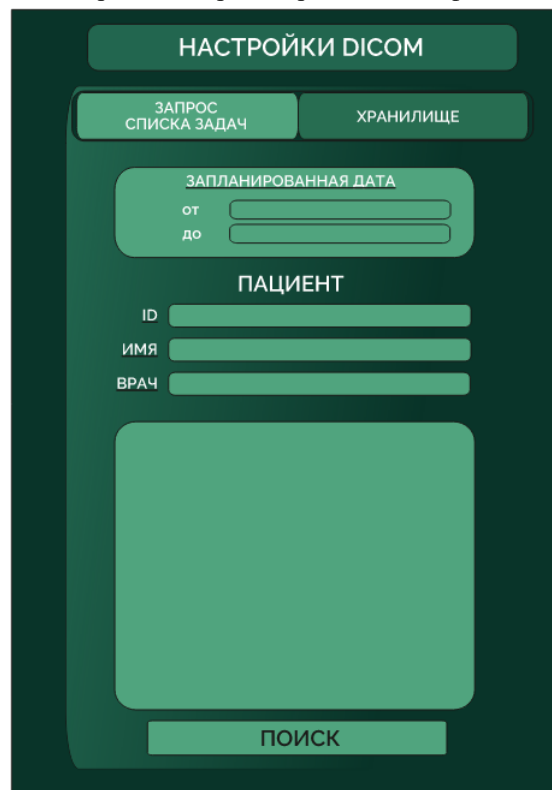 НАСТРОЙКИ DICOM
ЗАПРОС
СПИСКА ЗАДАЧ
ХРАНИЛИЩЕ
ЗАПЛАНИРОВАННАЯ ДАТА
от
до
ПАЦИЕНТ
ID
ИМЯ
ВРАЧ
ПОИСК